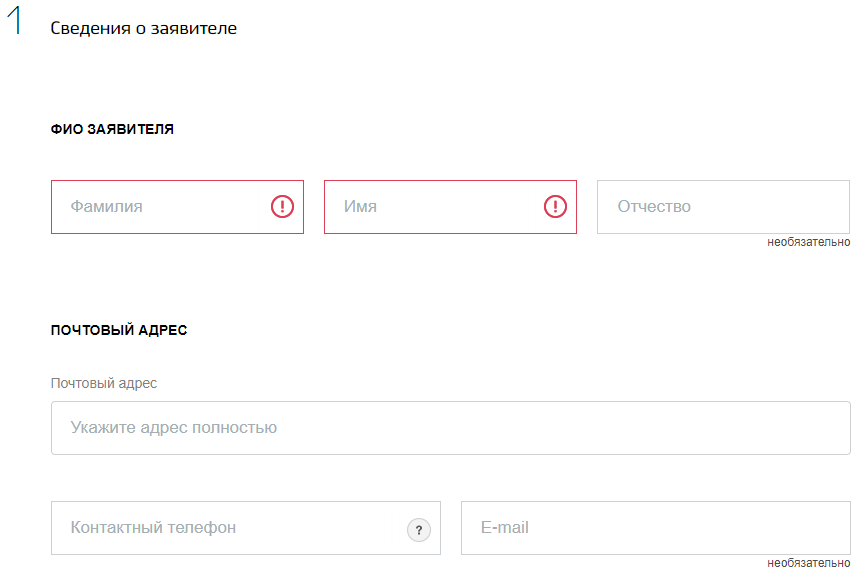 1 Сведения о заявителе
ФИО ЗАЯВИТЕЛЯ
Фамилия Имя Отчество
необязательно
ПОЧТОВЫЙ АДРЕС
Почтовый адрес
Укажите адрес полностью
Контактный телефон ? E-mail
необязательно